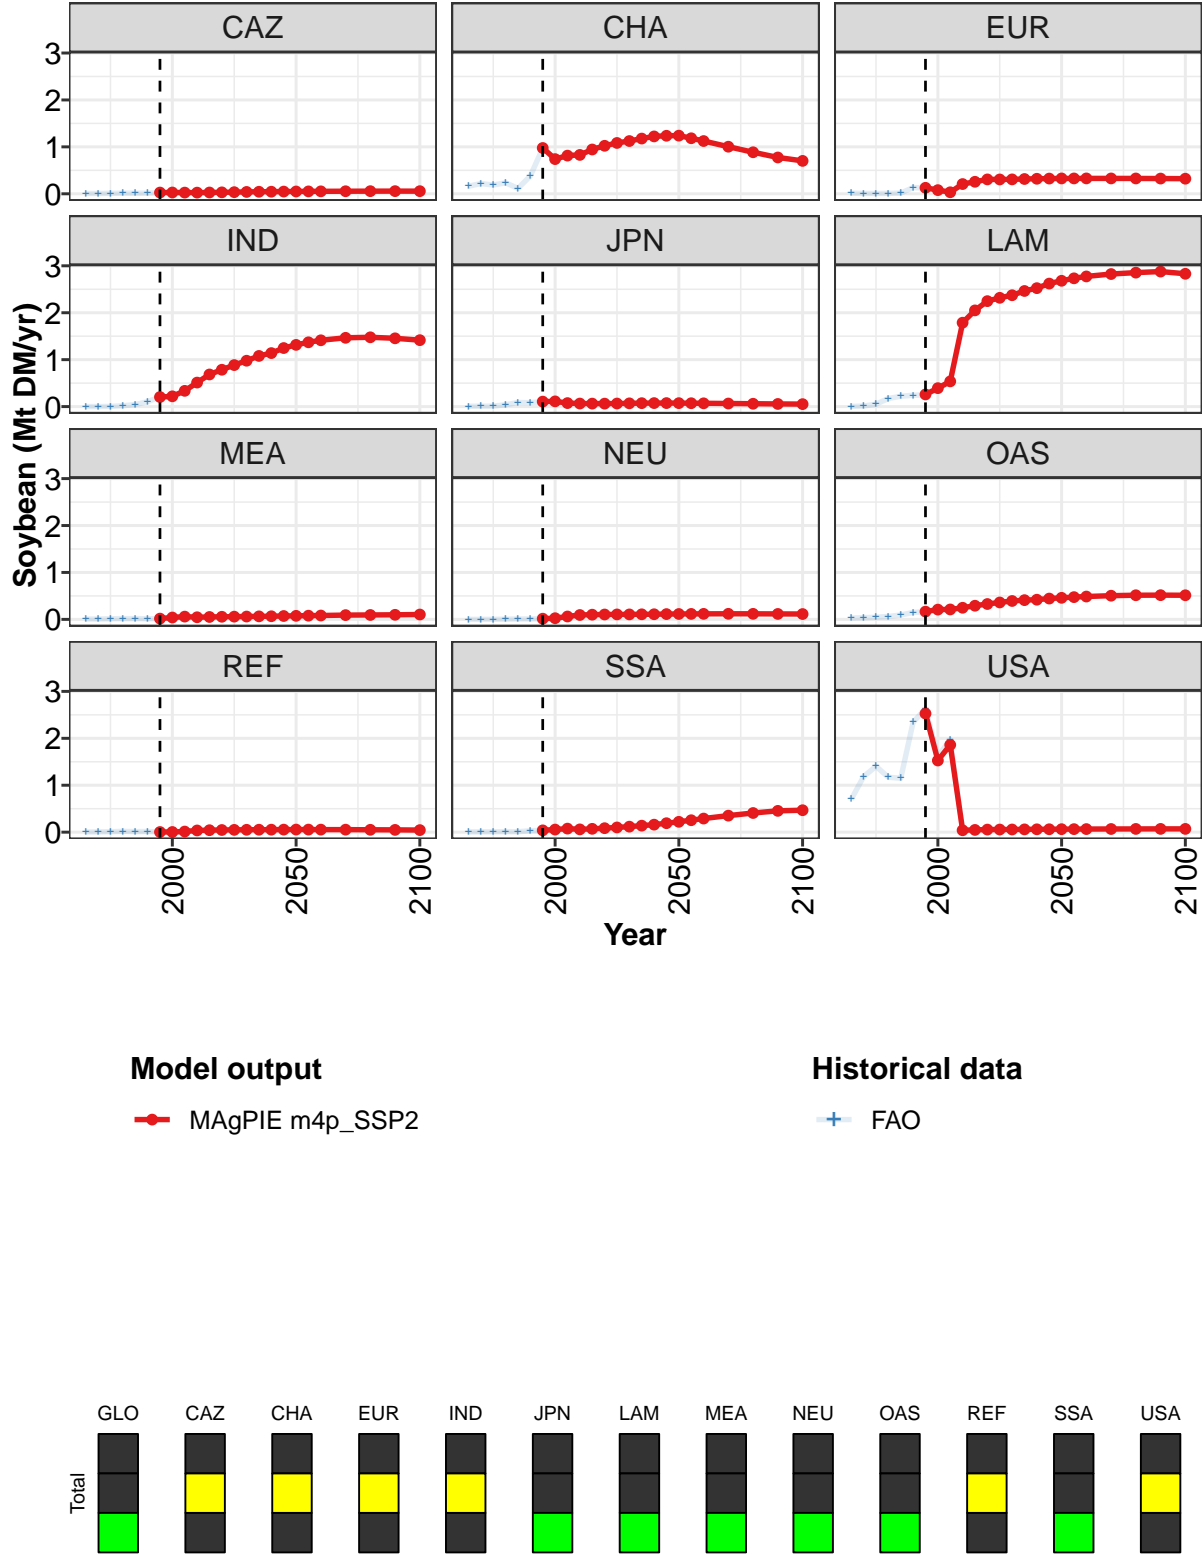 CAZ CHA EUR
3
2
1
0
IND JPN LAM
3
2
1
0
MEA NEU OAS
3
2
1
0
REF SSA USA
3
2
1
0
Soybean (Mt DM/yr)
2000 2050 2100 2000 2050 2100 2000 2050 2100
Year
Model output Historical data
MAgPIE m4p_SSP2 FAO
GLO CAZ CHA EUR IND JPN LAM MEA NEU OAS REF SSA USA
Total